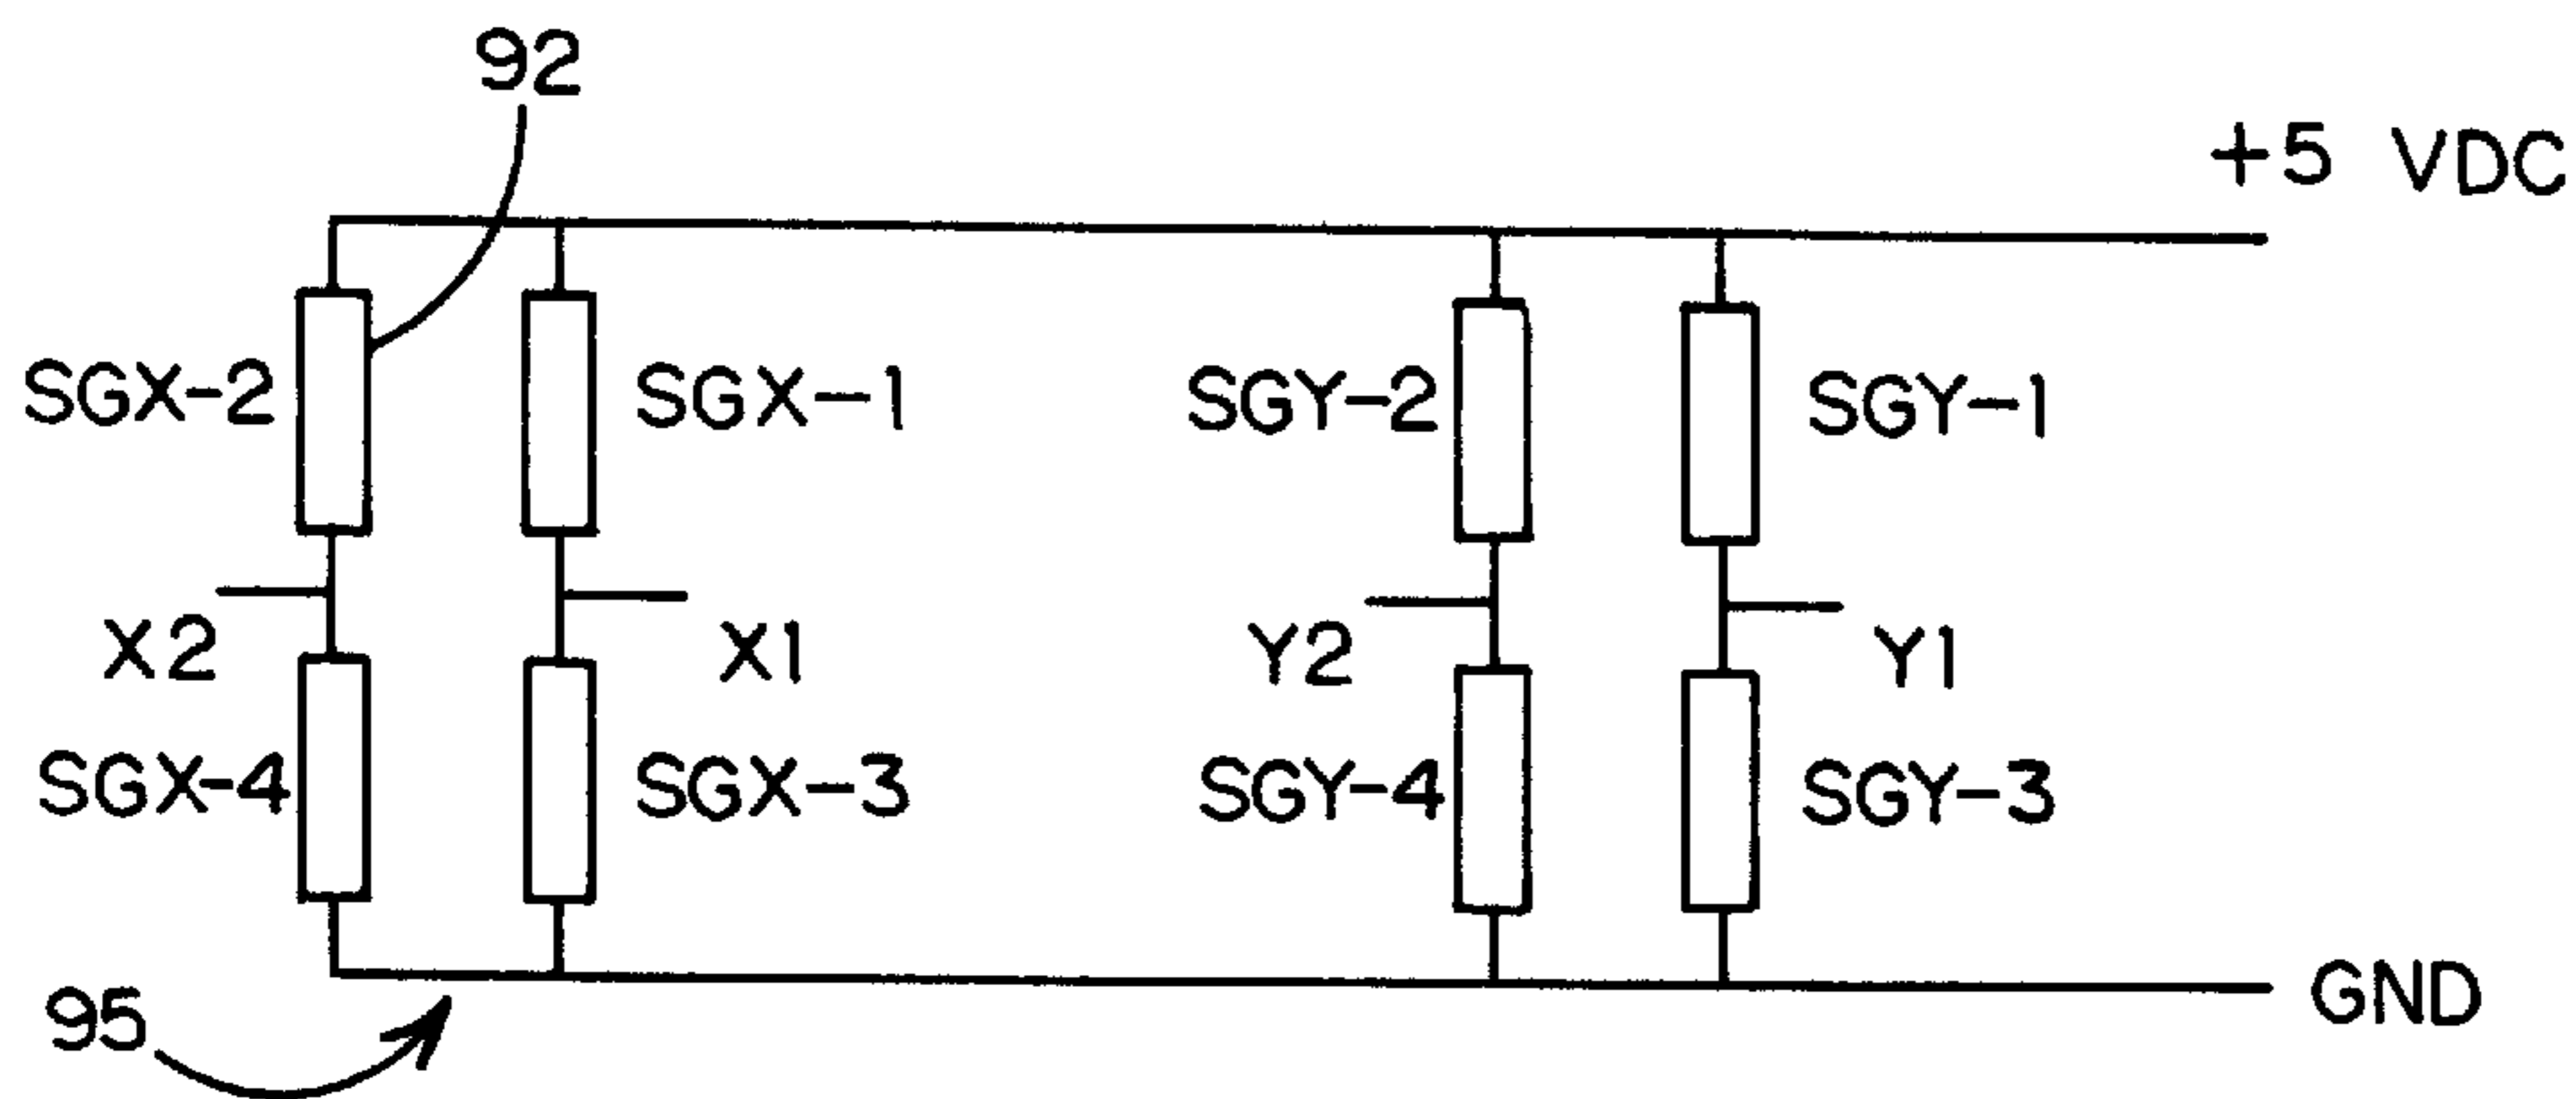 92
+5 VDC
SGX-2
SGX-1
SGY-2
SGY-1
X2
X1
Y2
Y1
SGX-4
SGX-3
SGY-4
SGY-3
95
GND